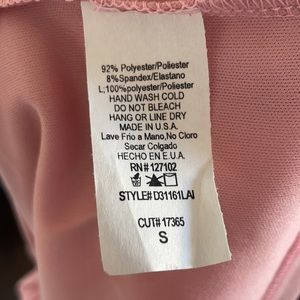 92% Polyester/Poliester
8%Spandex/Elastano
L;100%polyester/Poliester
HAND WASH COLD
DO NOT BLEACH
HANG OR LINE DRY
MADE IN U.S.A.
Lave Frio a Mano,No Cloro
Secar Colgado
HECHO EN E.U.A.
RN# 127102
STYLE# D31161LAI
CUT# 17365
S